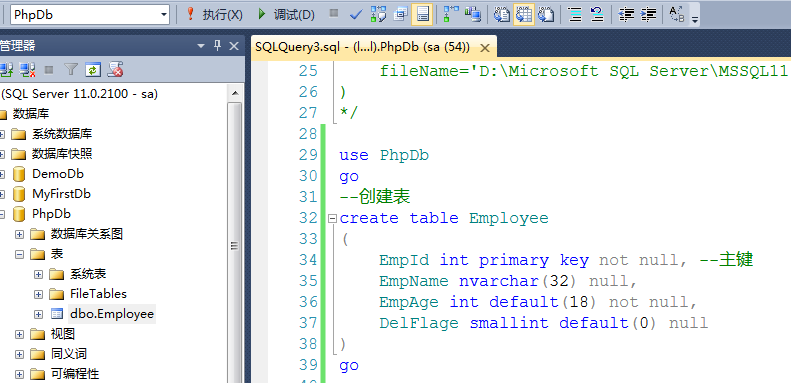 PhpDb
执行(X)
调试(D)
管理器
(SQL Server 11.0.2100 - sa)
数据库
系统数据库
数据库快照
DemoDb
MyFirstDb
PhpDb
数据库关系图
表
系统表
FileTables
dbo.Employee
视图
同义词
可编程性
SQLQuery3.sql - (l...l).PhpDb (sa (54))
25 fileName='D:\Microsoft SQL Server\MSSQL11
26 )
27 */
28
29 use PhpDb
30 go
31 --创建表
32 create table Employee
33 (
34 EmpId int primary key not null, --主键
35 EmpName nvarchar(32) null,
36 EmpAge int default(18) not null,
37 DelFlage smallint default(0) null
38 )
39 go